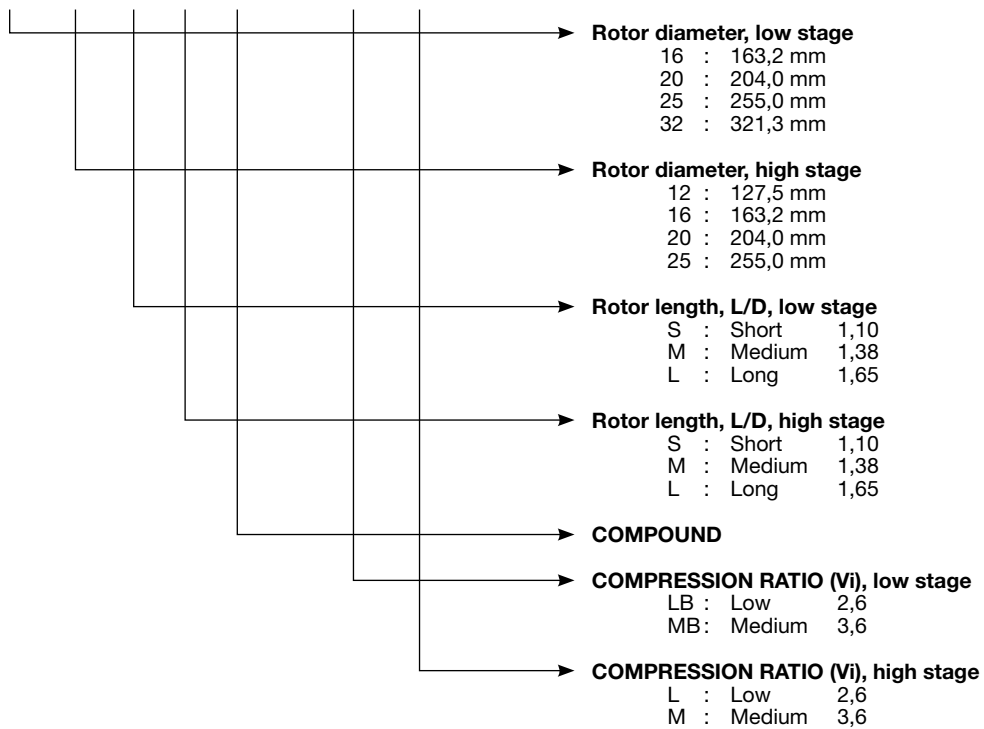 Rotor diameter, low stage
16 : 163,2 mm
20 : 204,0 mm
25 : 255,0 mm
32 : 321,3 mm
Rotor diameter, high stage
12 : 127,5 mm
16 : 163,2 mm
20 : 204,0 mm
25 : 255,0 mm
Rotor length, L/D, low stage
S : Short 1,10
M : Medium 1,38
L : Long 1,65
Rotor length, L/D, high stage
S : Short 1,10
M : Medium 1,38
L : Long 1,65
COMPOUND
COMPRESSION RATIO (Vi), low stage
LB : Low 2,6
MB : Medium 3,6
COMPRESSION RATIO (Vi), high stage
L : Low 2,6
M : Medium 3,6